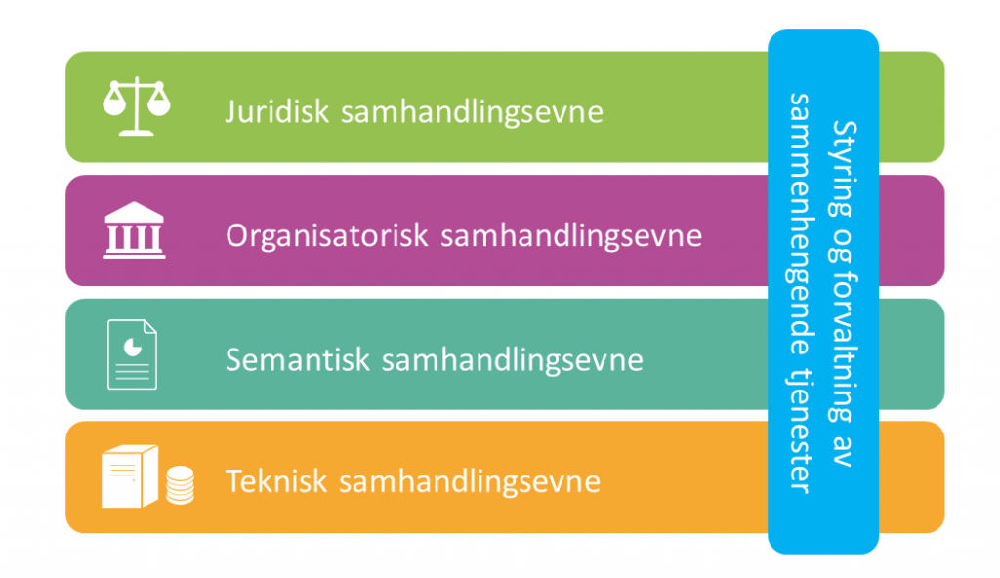 Juridisk samhandlingsevne
Organisatorisk samhandlingsevne
Semantisk samhandlingsevne
Teknisk samhandlingsevne
Styring og forvaltning av
sammenhengende tjenester